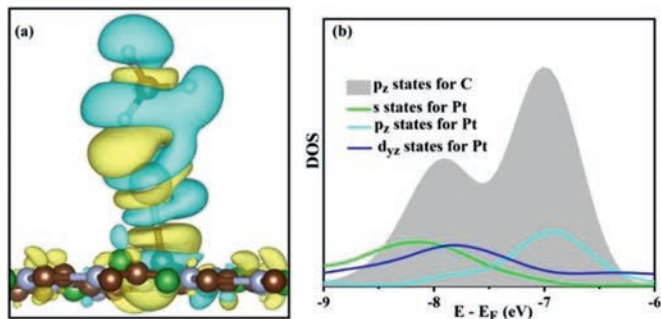 (a)
(b)
p_z states for C
s states for Pt
p_z states for Pt
d_yz states for Pt
DOS
-9
-8
-7
-6
E - E_F (eV)